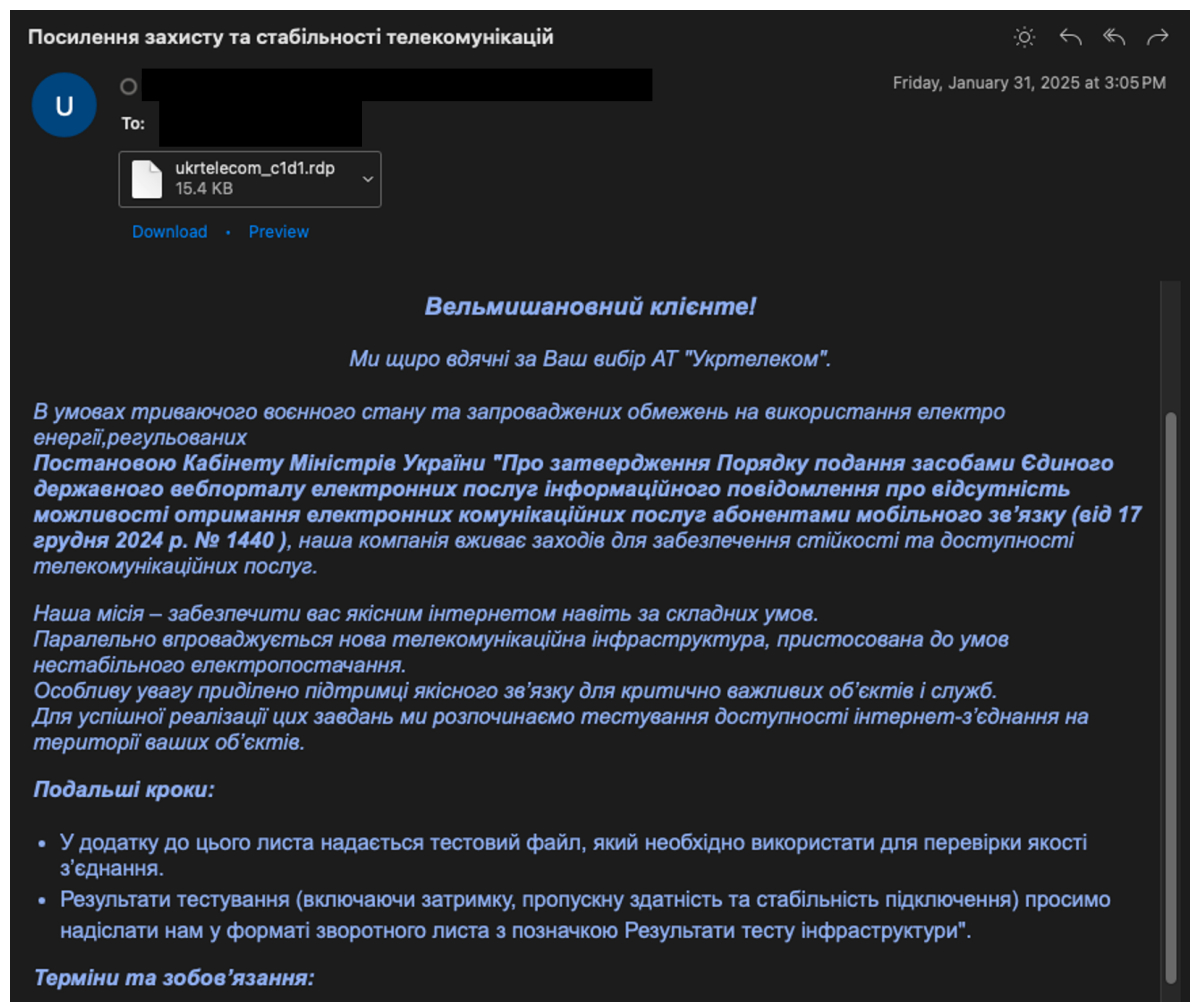 Посилення захисту та стабільності телекомунікацій
Friday, January 31, 2025 at 3:05 PM
U
To:
ukrtelecom_c1d1.rdp
15.4 KB
Download • Preview
Вельмишановний клієнте!
Ми щиро вдячні за Ваш вибір АТ "Укртелеком".
В умовах триваючого воєнного стану та запроваджених обмежень на використання електро
енергії,регульованих
Постановою Кабінету Міністрів України "Про затвердження Порядку подання засобами Єдиного
державного вебпорталу електронних послуг інформаційного повідомлення про відсутність
можливості отримання електронних комунікаційних послуг абонентами мобільного зв’язку (від 17
грудня 2024 р. № 1440 ), наша компанія вживає заходів для забезпечення стійкості та доступності
телекомунікаційних послуг.
Наша місія – забезпечити вас якісним інтернетом навіть за складних умов.
Паралельно впроваджується нова телекомунікаційна інфраструктура, пристосована до умов
нестабільного електропостачання.
Особливу увагу приділено підтримці якісного зв’язку для критично важливих об’єктів і служб.
Для успішної реалізації цих завдань ми розпочинаємо тестування доступності інтернет-з’єднання на
території ваших об’єктів.
Подальші кроки:
• У додатку до цього листа надається тестовий файл, який необхідно використати для перевірки якості
з’єднання.
• Результати тестування (включаючи затримку, пропускну здатність та стабільність підключення) просимо
надіслати нам у форматі зворотного листа з позначкою Результати тесту інфраструктури".
Терміни та зобов’язання: